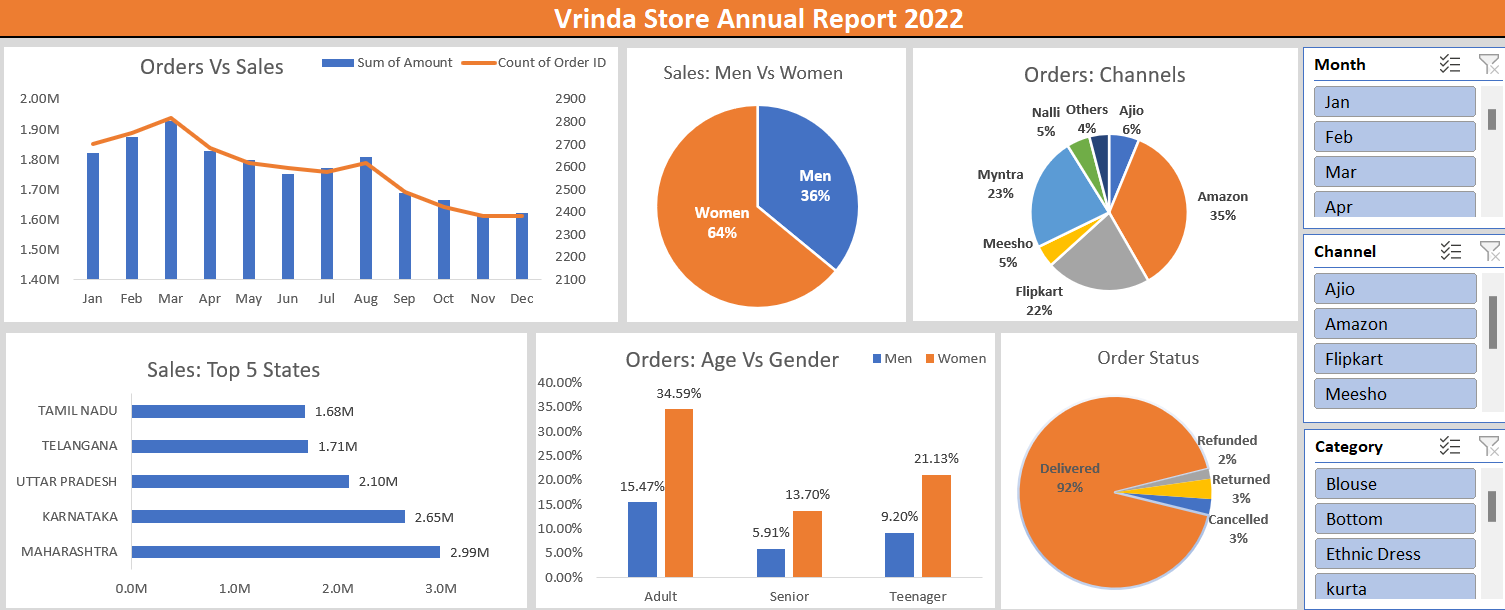 Vrinda Store Annual Report 2022
Orders Vs Sales
Sum of Amount Count of Order ID
2.00M
1.90M
1.80M
1.70M
1.60M
1.50M
1.40M
2900
2800
2700
2600
2500
2400
2300
2200
2100
Jan Feb Mar Apr May Jun Jul Aug Sep Oct Nov Dec
Sales: Men Vs Women
Men
36%
Women
64%
Orders: Channels
Nalli
5%
Others
4%
Ajio
6%
Myntra
23%
Amazon
35%
Meesho
5%
Flipkart
22%
Month
Jan
Feb
Mar
Apr
Channel
Ajio
Amazon
Flipkart
Meesho
Category
Blouse
Bottom
Ethnic Dress
kurta
Sales: Top 5 States
TAMIL NADU 1.68M
TELANGANA 1.71M
UTTAR PRADESH 2.10M
KARNATAKA 2.65M
MAHARASHTRA 2.99M
0.0M 1.0M 2.0M 3.0M
Orders: Age Vs Gender
Men Women
40.00%
35.00%
30.00%
25.00%
20.00%
15.00%
10.00%
5.00%
0.00%
15.47% 34.59%
5.91% 13.70%
9.20% 21.13%
Adult Senior Teenager
Order Status
Delivered
92%
Refunded
2%
Returned
3%
Cancelled
3%